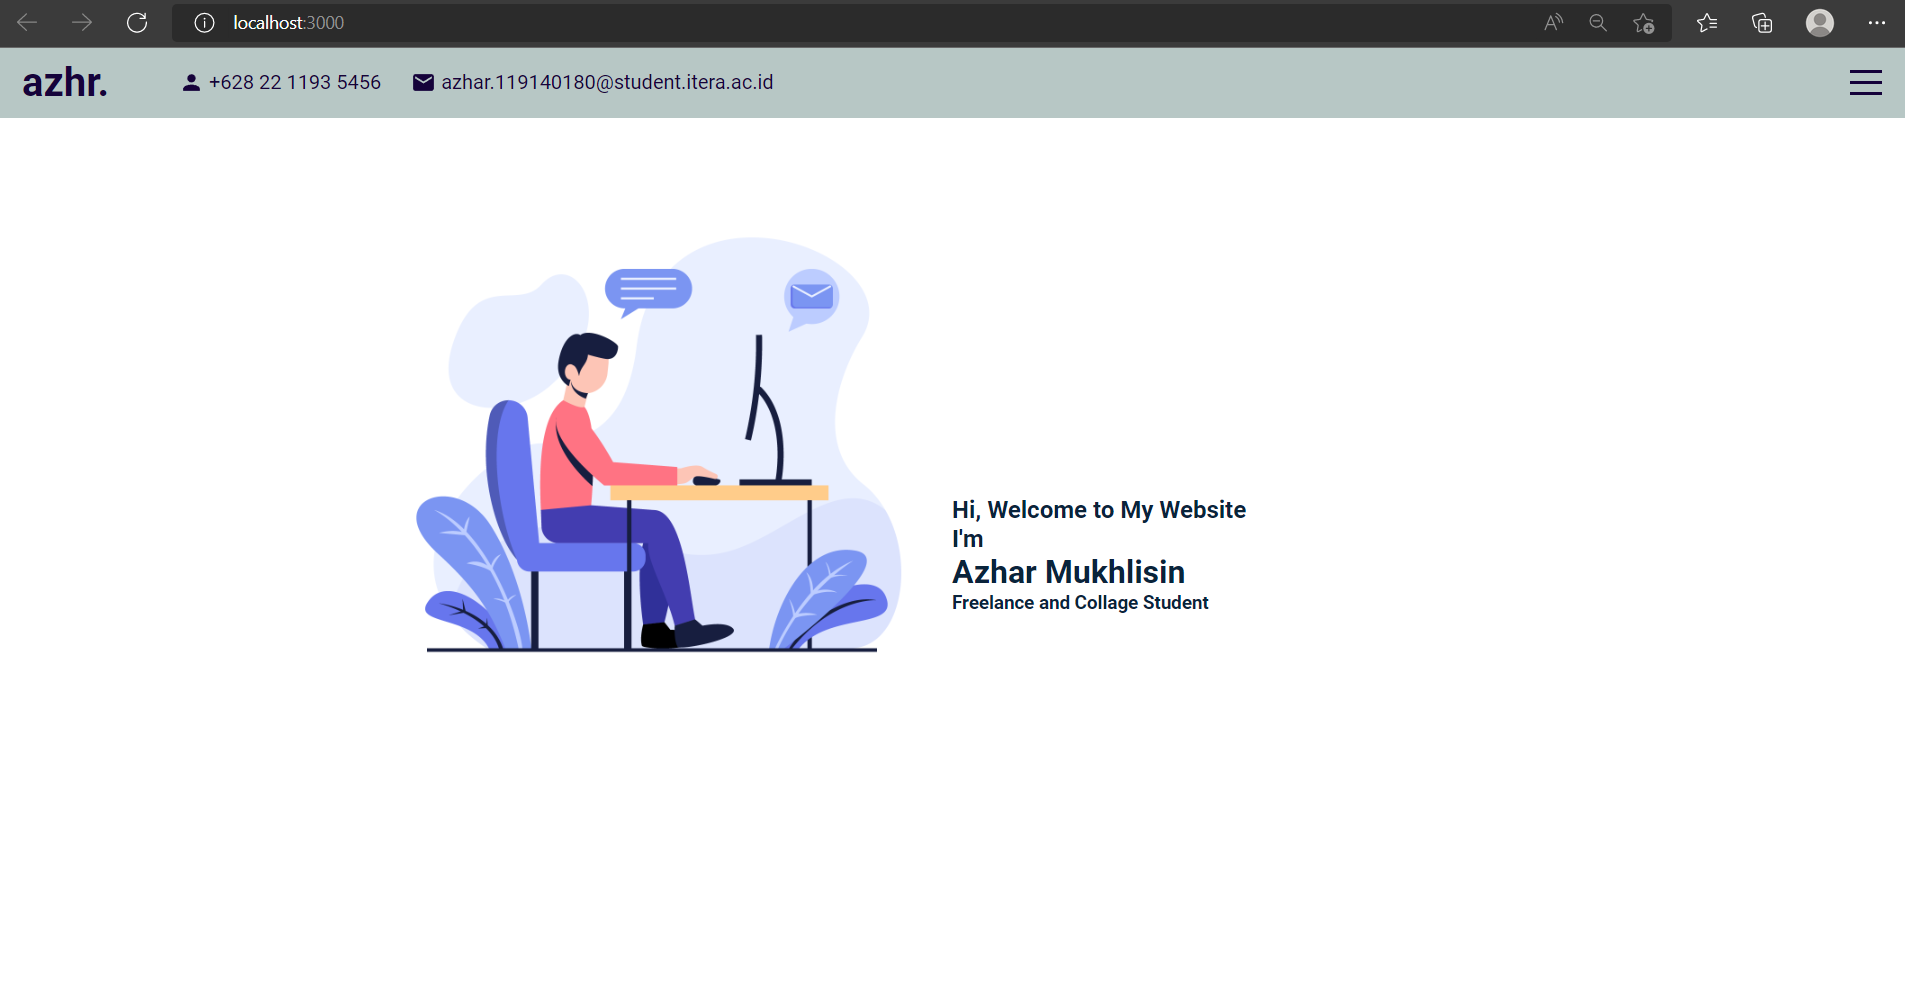 localhost:3000
azhr.
+628 22 1193 5456
azhar.119140180@student.itera.ac.id
Hi, Welcome to My Website
I'm
Azhar Mukhlisin
Freelance and Collage Student